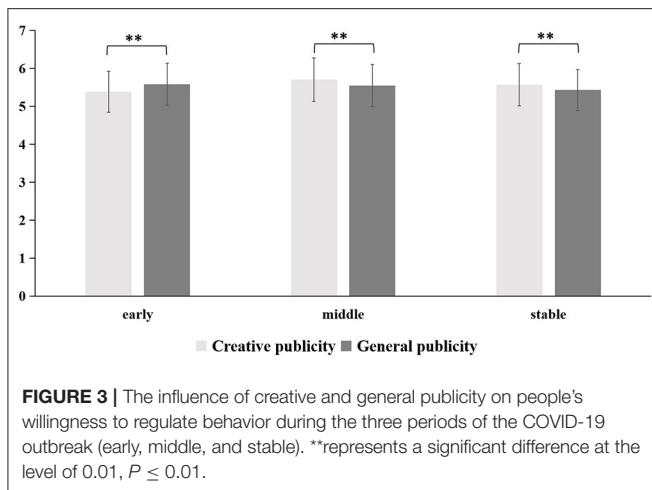 7
6
5
4
3
2
1
0
** ** **
early middle stable
Creative publicity General publicity
FIGURE 3 | The influence of creative and general publicity on people's
willingness to regulate behavior during the three periods of the COVID-19
outbreak (early, middle, and stable). **represents a significant difference at the
level of 0.01, P ≤ 0.01.